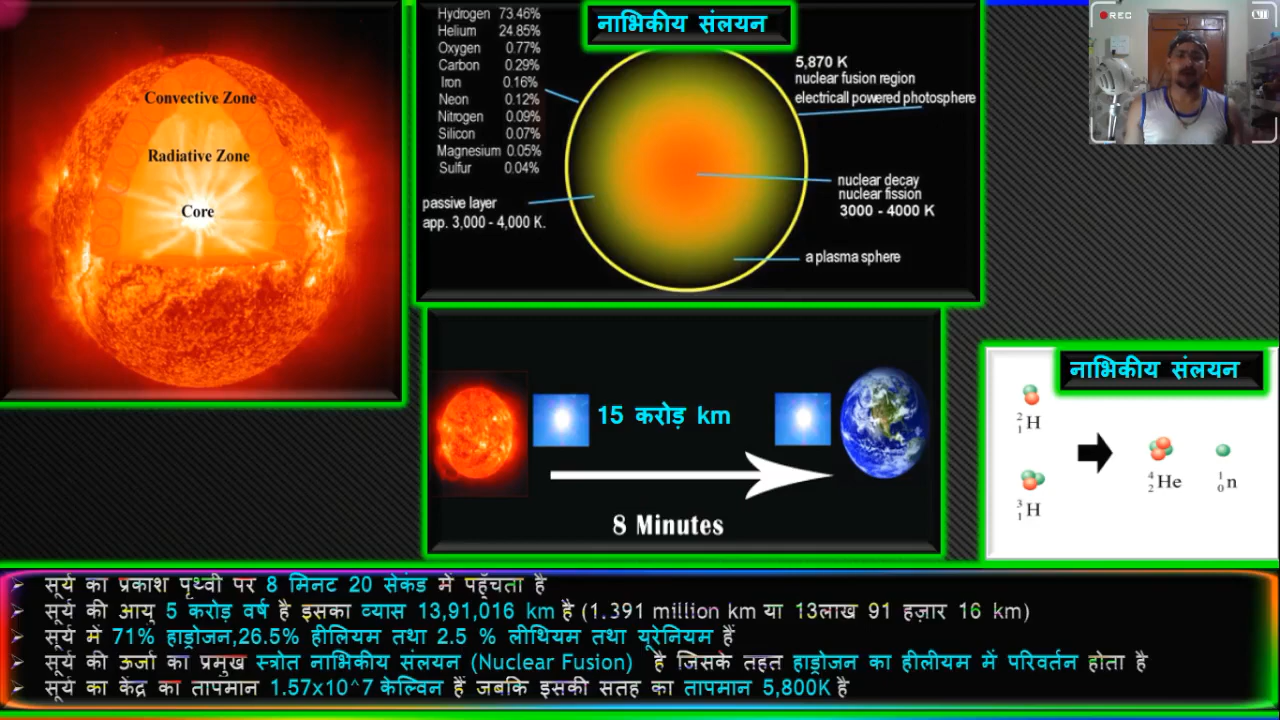 Convective Zone
Radiative Zone
Core
Hydrogen 73.46%
Helium 24.85%
Oxygen 0.77%
Carbon 0.29%
Iron 0.16%
Neon 0.12%
Nitrogen 0.09%
Silicon 0.07%
Magnesium 0.05%
Sulfur 0.04%
passive layer
app. 3,000 - 4,000 K.
नाभिकीय संलयन
5,870 K
nuclear fusion region
electricall powered photosphere
nuclear decay
nuclear fission
3000 - 4000 K
a plasma sphere
REC
15 करोड़ km
8 Minutes
नाभिकीय संलयन
²₁H
³₁H
⁴₂He ¹₀n
सूर्य का प्रकाश पृथ्वी पर 8 मिनट 20 सेकंड में पहुँचता है
सूर्य की आयु 5 करोड़ वर्ष है इसका व्यास 13,91,016 km है (1.391 million km या 13लाख 91 हज़ार 16 km)
सूर्य में 71% हाड्रोजन,26.5% हीलियम तथा 2.5 % लीथियम तथा यूरेनियम हैं
सूर्य की ऊर्जा का प्रमुख स्त्रोत नाभिकीय संलयन (Nuclear Fusion) है जिसके तहत हाड्रोजन का हीलीयम में परिवर्तन होता है
सूर्य का केंद्र का तापमान 1.57x10^7 केल्विन हैं जबकि इसकी सतह का तापमान 5,800K है